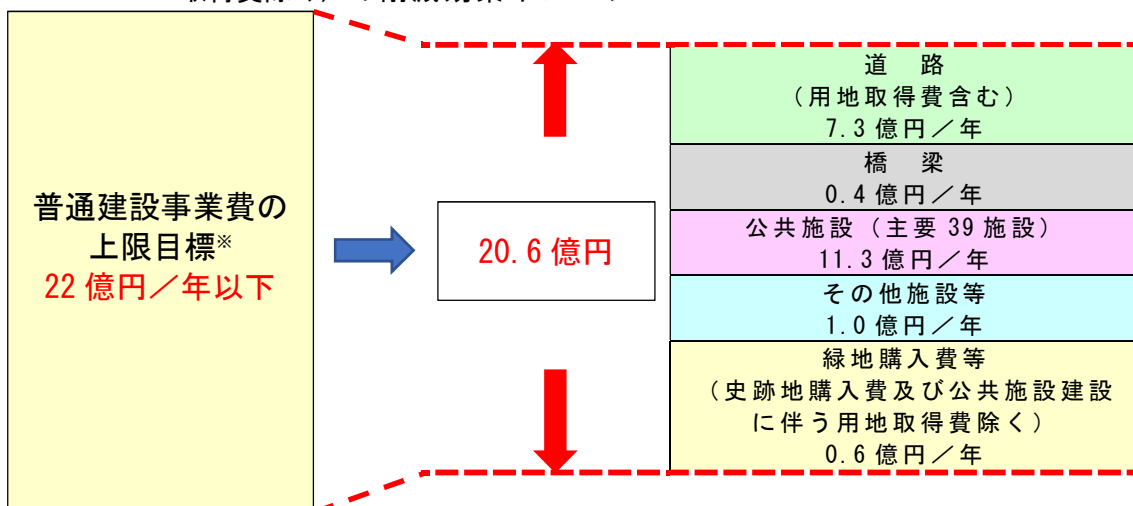 普通建設事業費の
上限目標※
22億円／年以下
20.6億円
道　路
（用地取得費含む）
7.3億円／年
橋　梁
0.4億円／年
公共施設（主要39施設）
11.3億円／年
その他施設等
1.0億円／年
緑地購入費等
（史跡地購入費及び公共施設建設
に伴う用地取得費除く）
0.6億円／年